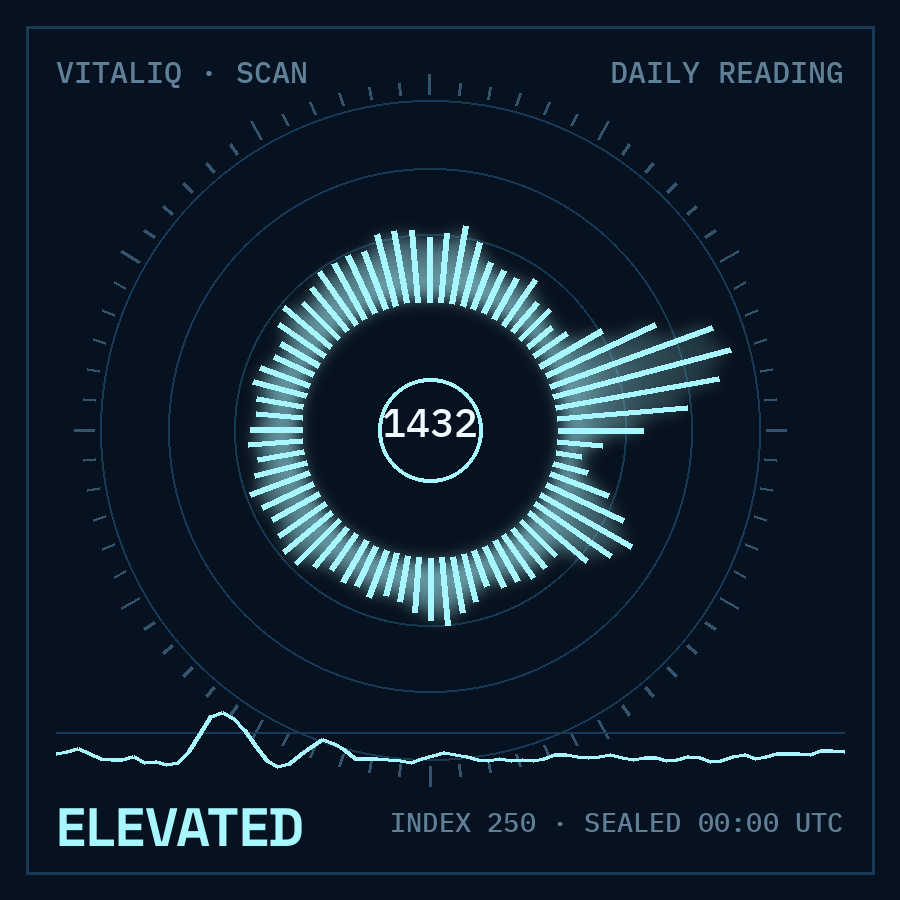 VITALIQ · SCAN
DAILY READING
1432
ELEVATED
INDEX 250 · SEALED 00:00 UTC